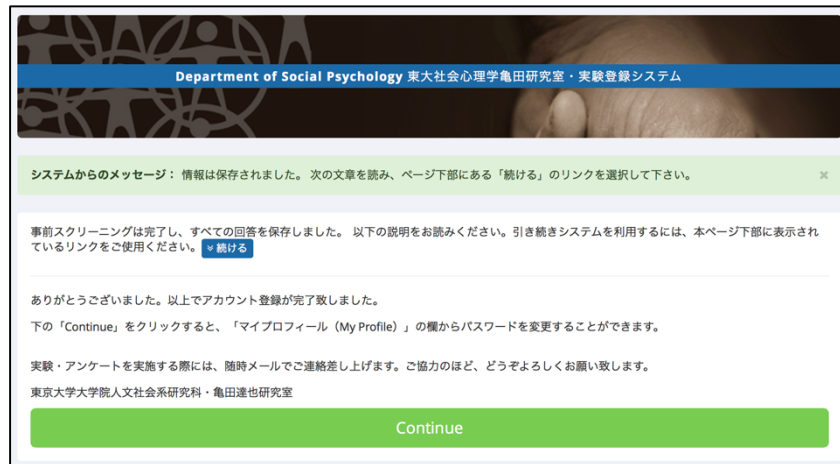 Department of Social Psychology 東大社会心理学亀田研究室・実験登録システム
システムからのメッセージ： 情報は保存されました。 次の文章を読み、ページ下部にある「続ける」のリンクを選択して下さい。
×
事前スクリーニングは完了し、すべての回答を保存しました。 以下の説明をお読みください。引き続きシステムを利用するには、本ページ下部に表示され
ているリンクをご使用ください。 续ける
ありがとうございました。以上でアカウント登録が完了致しました。
下の「Continue」をクリックすると、「マイプロフィール（My Profile）」の欄からパスワードを変更することができます。
実験・アンケートを実施する際には、随時メールでご連絡差し上げます。ご協力のほど、どうぞよろしくお願い致します。
東京大学大学院人文社会系研究科・亀田達也研究室
Continue